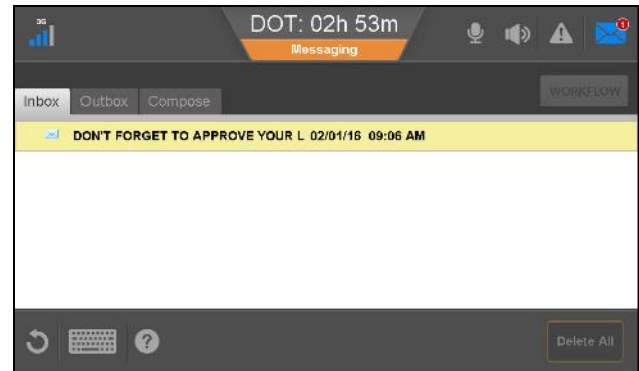 3G
DOT: 02h 53m
Messaging
1
Inbox Outbox Compose
WORKFLOW
DON'T FORGET TO APPROVE YOUR L 02/01/16 09:06 AM
?
Delete All